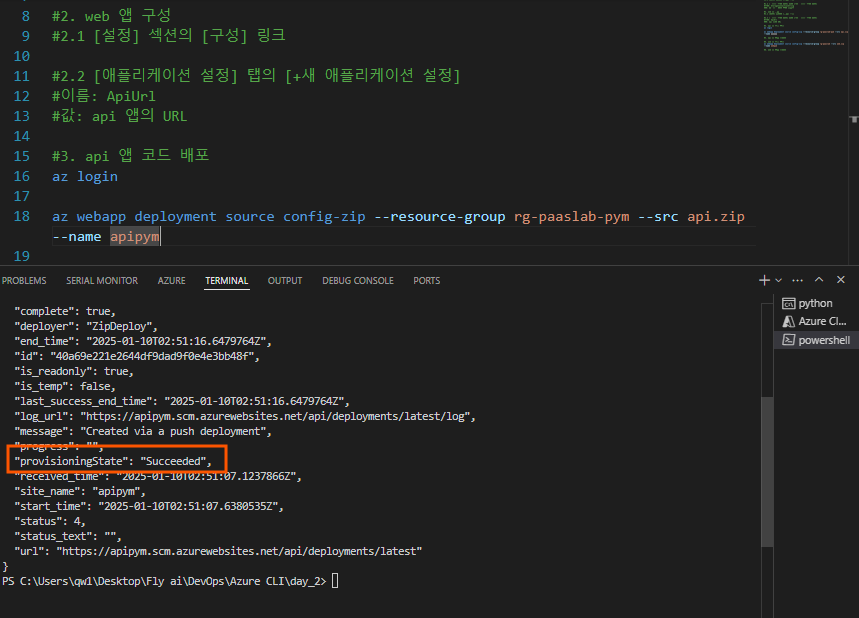 8 #2. web 앱 구성
9 #2.1 [설정] 섹션의 [구성] 링크
10
11 #2.2 [애플리케이션 설정] 탭의 [+새 애플리케이션 설정]
12 #이름: ApiUrl
13 #값: api 앱의 URL
14
15 #3. api 앱 코드 배포
16 az login
17
18 az webapp deployment source config-zip --resource-group rg-paaslab-pym --src api.zip
--name apipym
19
PROBLEMS SERIAL MONITOR AZURE TERMINAL OUTPUT DEBUG CONSOLE PORTS
python
Azure Cl...
powershell
"complete": true,
"deployer": "ZipDeploy",
"end_time": "2025-01-10T02:51:16.6479764Z",
"id": "40a69e221e2644df9dad9f0e4e3bb48f",
"is_readonly": true,
"is_temp": false,
"last_success_end_time": "2025-01-10T02:51:16.6479764Z",
"log_url": "https://apipym.scm.azurewebsites.net/api/deployments/latest/log",
"message": "Created via a push deployment",
"progress": "",
"provisioningState": "Succeeded",
"received_time": "2025-01-10T02:51:07.1237866Z",
"site_name": "apipym",
"start_time": "2025-01-10T02:51:07.6380535Z",
"status": 4,
"status_text": "",
"url": "https://apipym.scm.azurewebsites.net/api/deployments/latest"
}
PS C:\Users\qw1\Desktop\Fly ai\DevOps\Azure CLI\day_2>